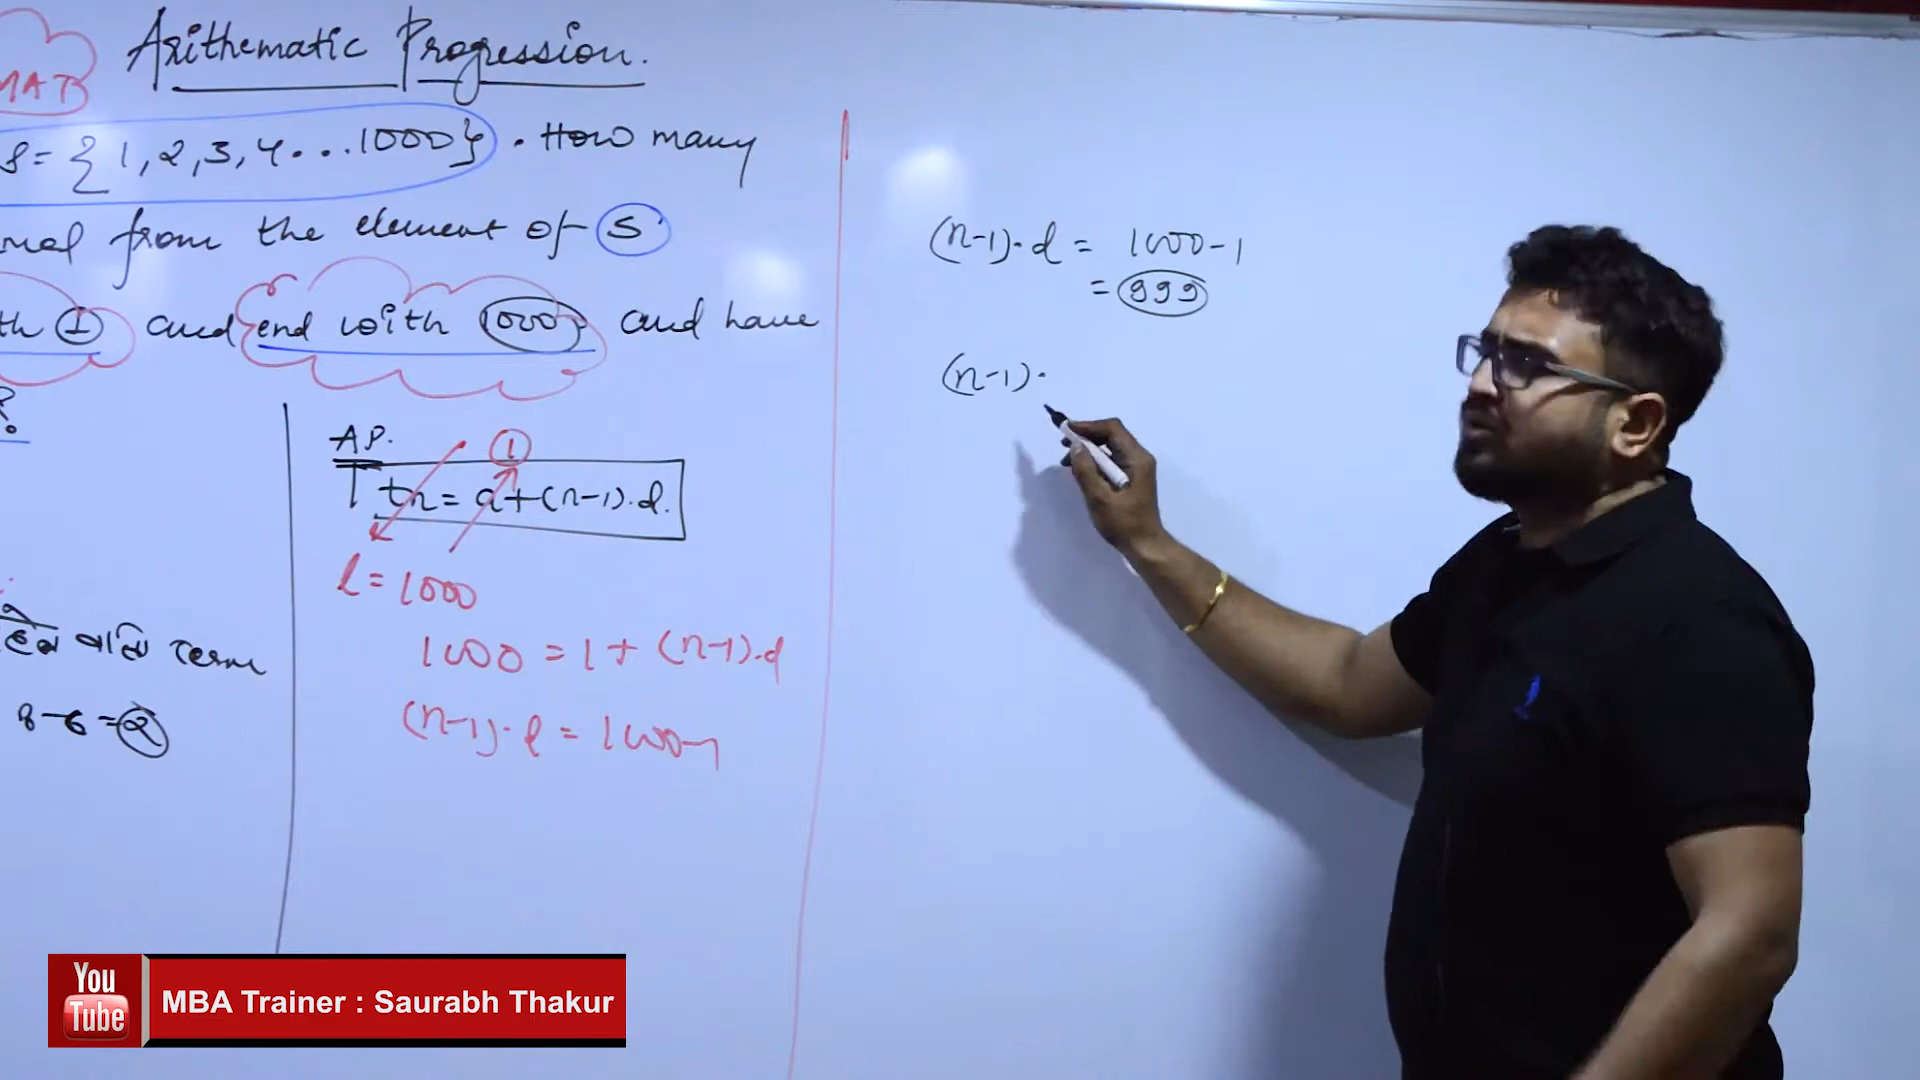 MAT
Arithematic Progression.
S = { 1, 2, 3, 4 ... 1000 } . How many
from the element of S
th 1 and end with 1000 and have
?
A.P.
1
tn = a + (n-1).d.
l = 1000
1000 = 1 + (n-1).d
(n-1).d = 1000-1
term
8-6 = 2
(n-1).d = 1000-1
= 999
(n-1).
You
Tube
MBA Trainer : Saurabh Thakur